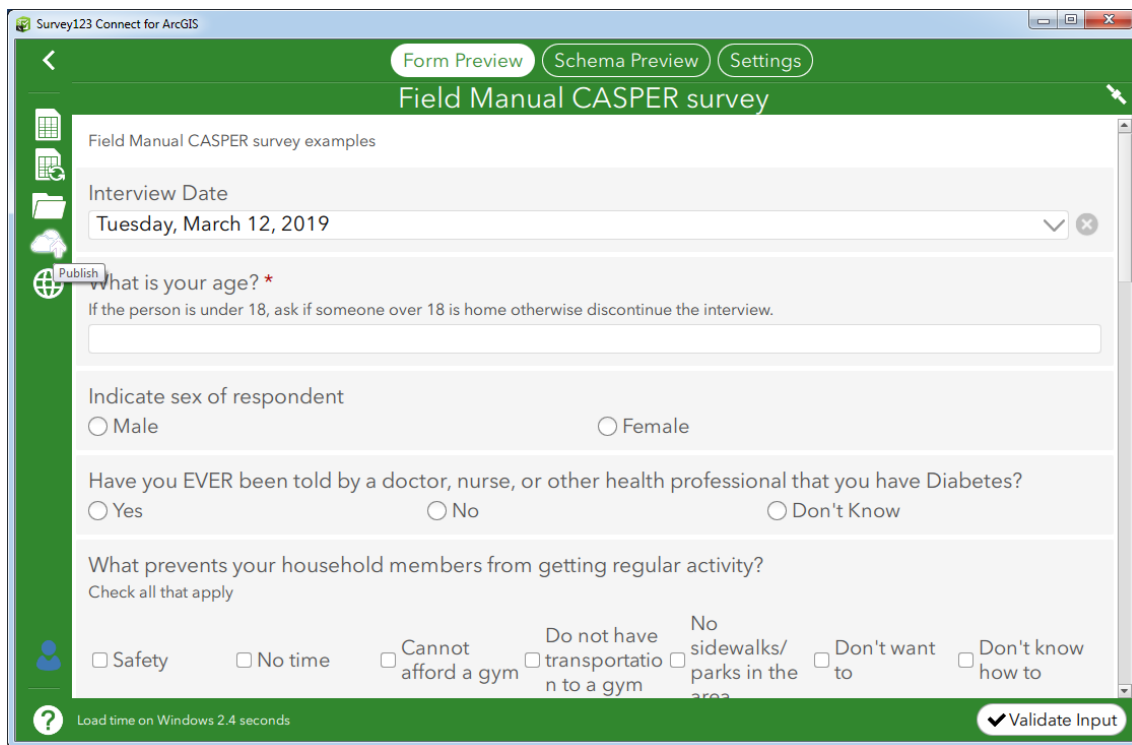 Survey123 Connect for ArcGIS
Form Preview
Schema Preview
Settings
Field Manual CASPER survey
Field Manual CASPER survey examples
Interview Date
Tuesday, March 12, 2019
Publish
What is your age? *
If the person is under 18, ask if someone over 18 is home otherwise discontinue the interview.
Indicate sex of respondent
Male
Female
Have you EVER been told by a doctor, nurse, or other health professional that you have Diabetes?
Yes
No
Don't Know
What prevents your household members from getting regular activity?
Check all that apply
Safety
No time
Cannot
afford a gym
Do not have
transportatio
n to a gym
No
sidewalks/
parks in the
area
Don't want
to
Don't know
how to
?
Load time on Windows 2.4 seconds
Validate Input